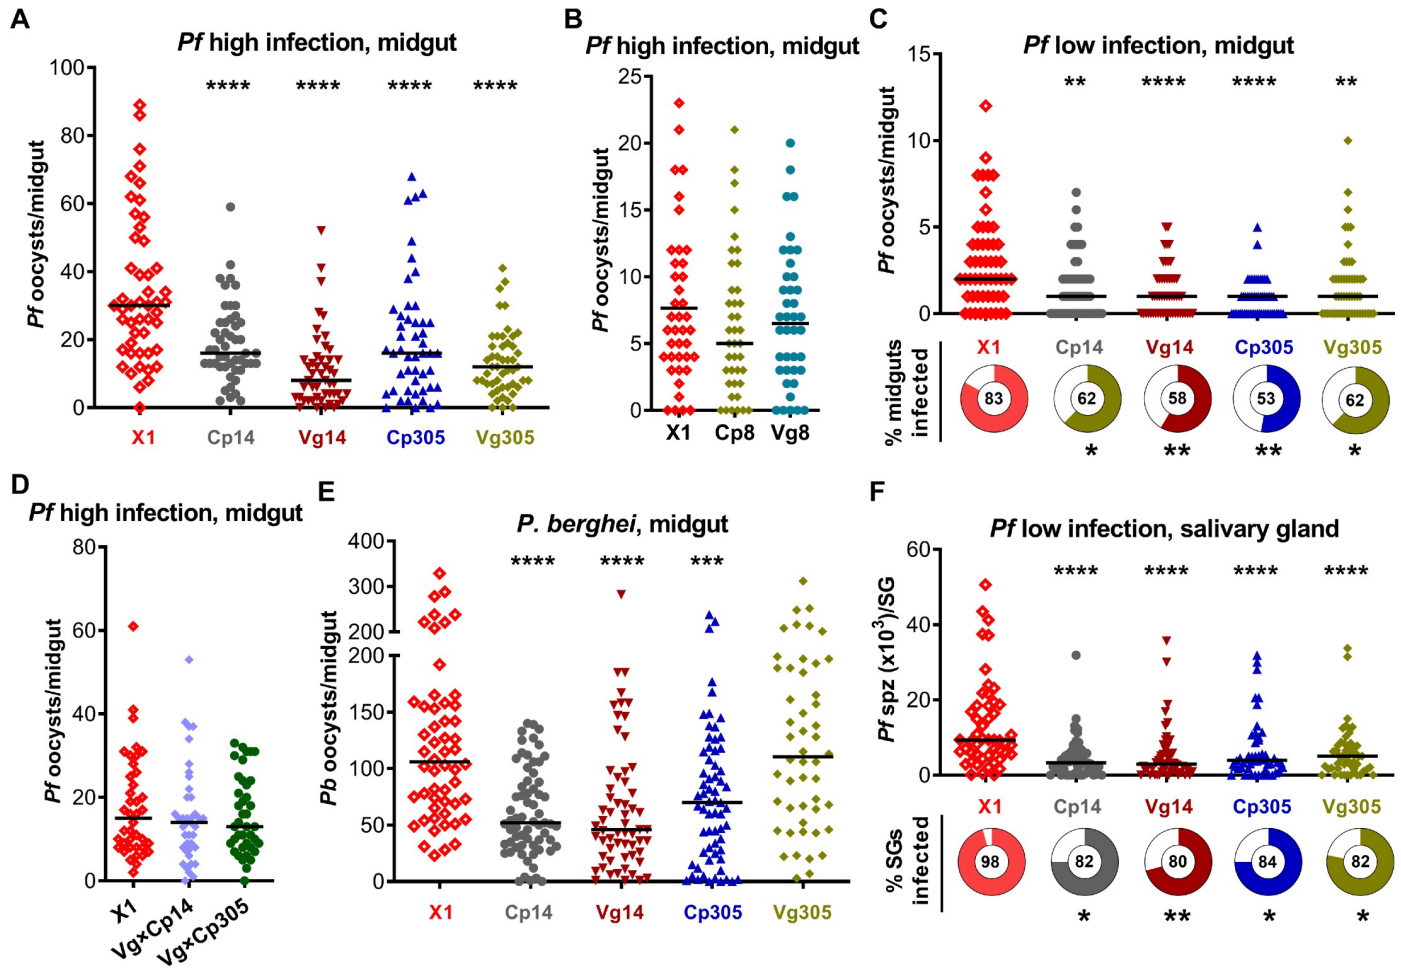 A
Pf high infection, midgut
**** **** **** ****
100
80
60
40
20
0
Pf oocysts/midgut
X1 Cp14 Vg14 Cp305 Vg305
B
Pf high infection, midgut
25
20
15
10
5
0
Pf oocysts/midgut
X1 Cp8 Vg8
C
Pf low infection, midgut
** **** **** **
15
10
5
0
Pf oocysts/midgut
X1 Cp14 Vg14 Cp305 Vg305
% midguts
infected
83 62 58 53 62
* ** ** *
D
Pf high infection, midgut
80
60
40
20
0
Pf oocysts/midgut
X1 Vg×Cp14 Vg×Cp305
E
P. berghei, midgut
**** **** ***
400
300
200
200
150
100
50
0
Pb oocysts/midgut
X1 Cp14 Vg14 Cp305 Vg305
F
Pf low infection, salivary gland
**** **** **** ****
60
40
20
0
Pf spz (x10³)/SG
X1 Cp14 Vg14 Cp305 Vg305
% SGs
infected
98 82 80 84 82
* ** * *